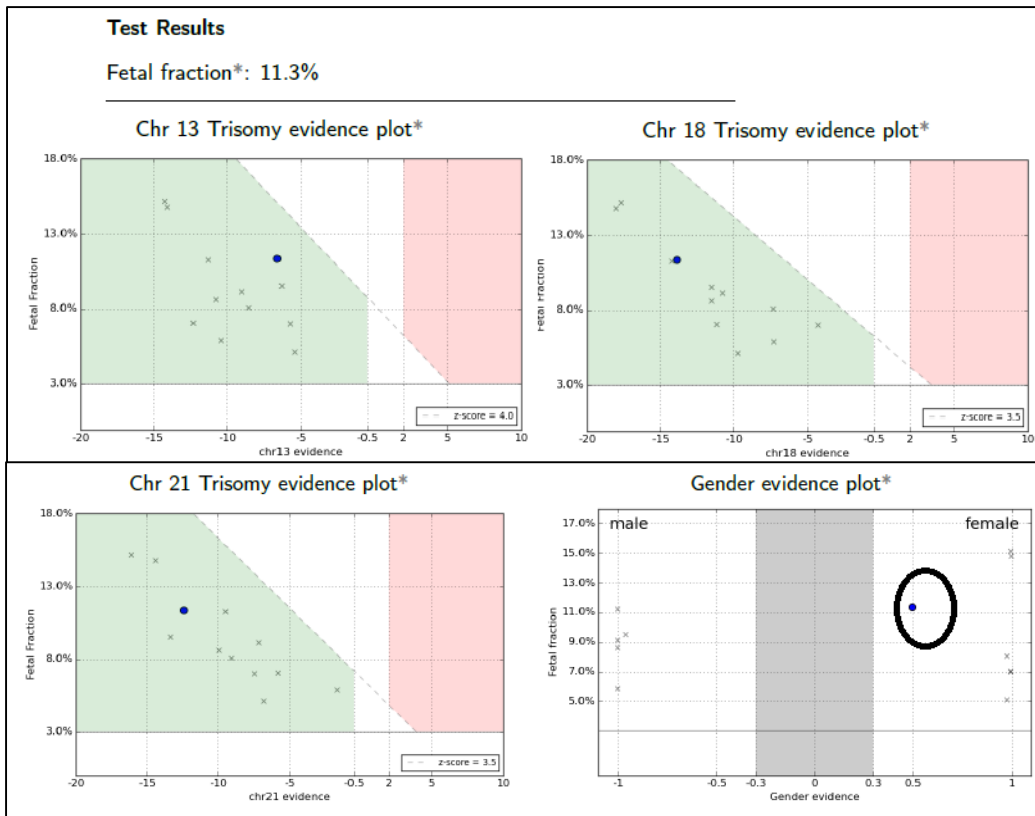 Test Results
Fetal fraction*: 11.3%
Chr 13 Trisomy evidence plot*
Chr 18 Trisomy evidence plot*
18.0%
13.0%
8.0%
3.0%
Fetal Fraction
-20
-15
-10
-5
-0.5
2
5
10
chr13 evidence
z-score = 4.0
18.0%
13.0%
8.0%
3.0%
Fetal Fraction
-20
-15
-10
-5
-0.5
2
5
10
chr18 evidence
z-score = 3.5
Chr 21 Trisomy evidence plot*
Gender evidence plot*
18.0%
13.0%
8.0%
3.0%
Fetal Fraction
-20
-15
-10
-5
-0.5
2
5
10
chr21 evidence
z-score = 3.5
male
female
17.0%
15.0%
13.0%
11.0%
9.0%
7.0%
5.0%
Fetal fraction
-1
-0.5
-0.3
0
0.3
0.5
1
Gender evidence